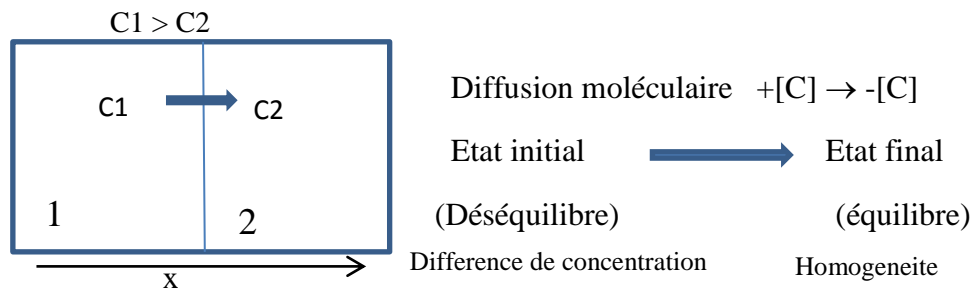 C1 > C2
C1
C2
1
2
x
Diffusion moléculaire +[C] → -[C]
Etat initial Etat final
(Déséquilibre) (équilibre)
Difference de concentration Homogeneite